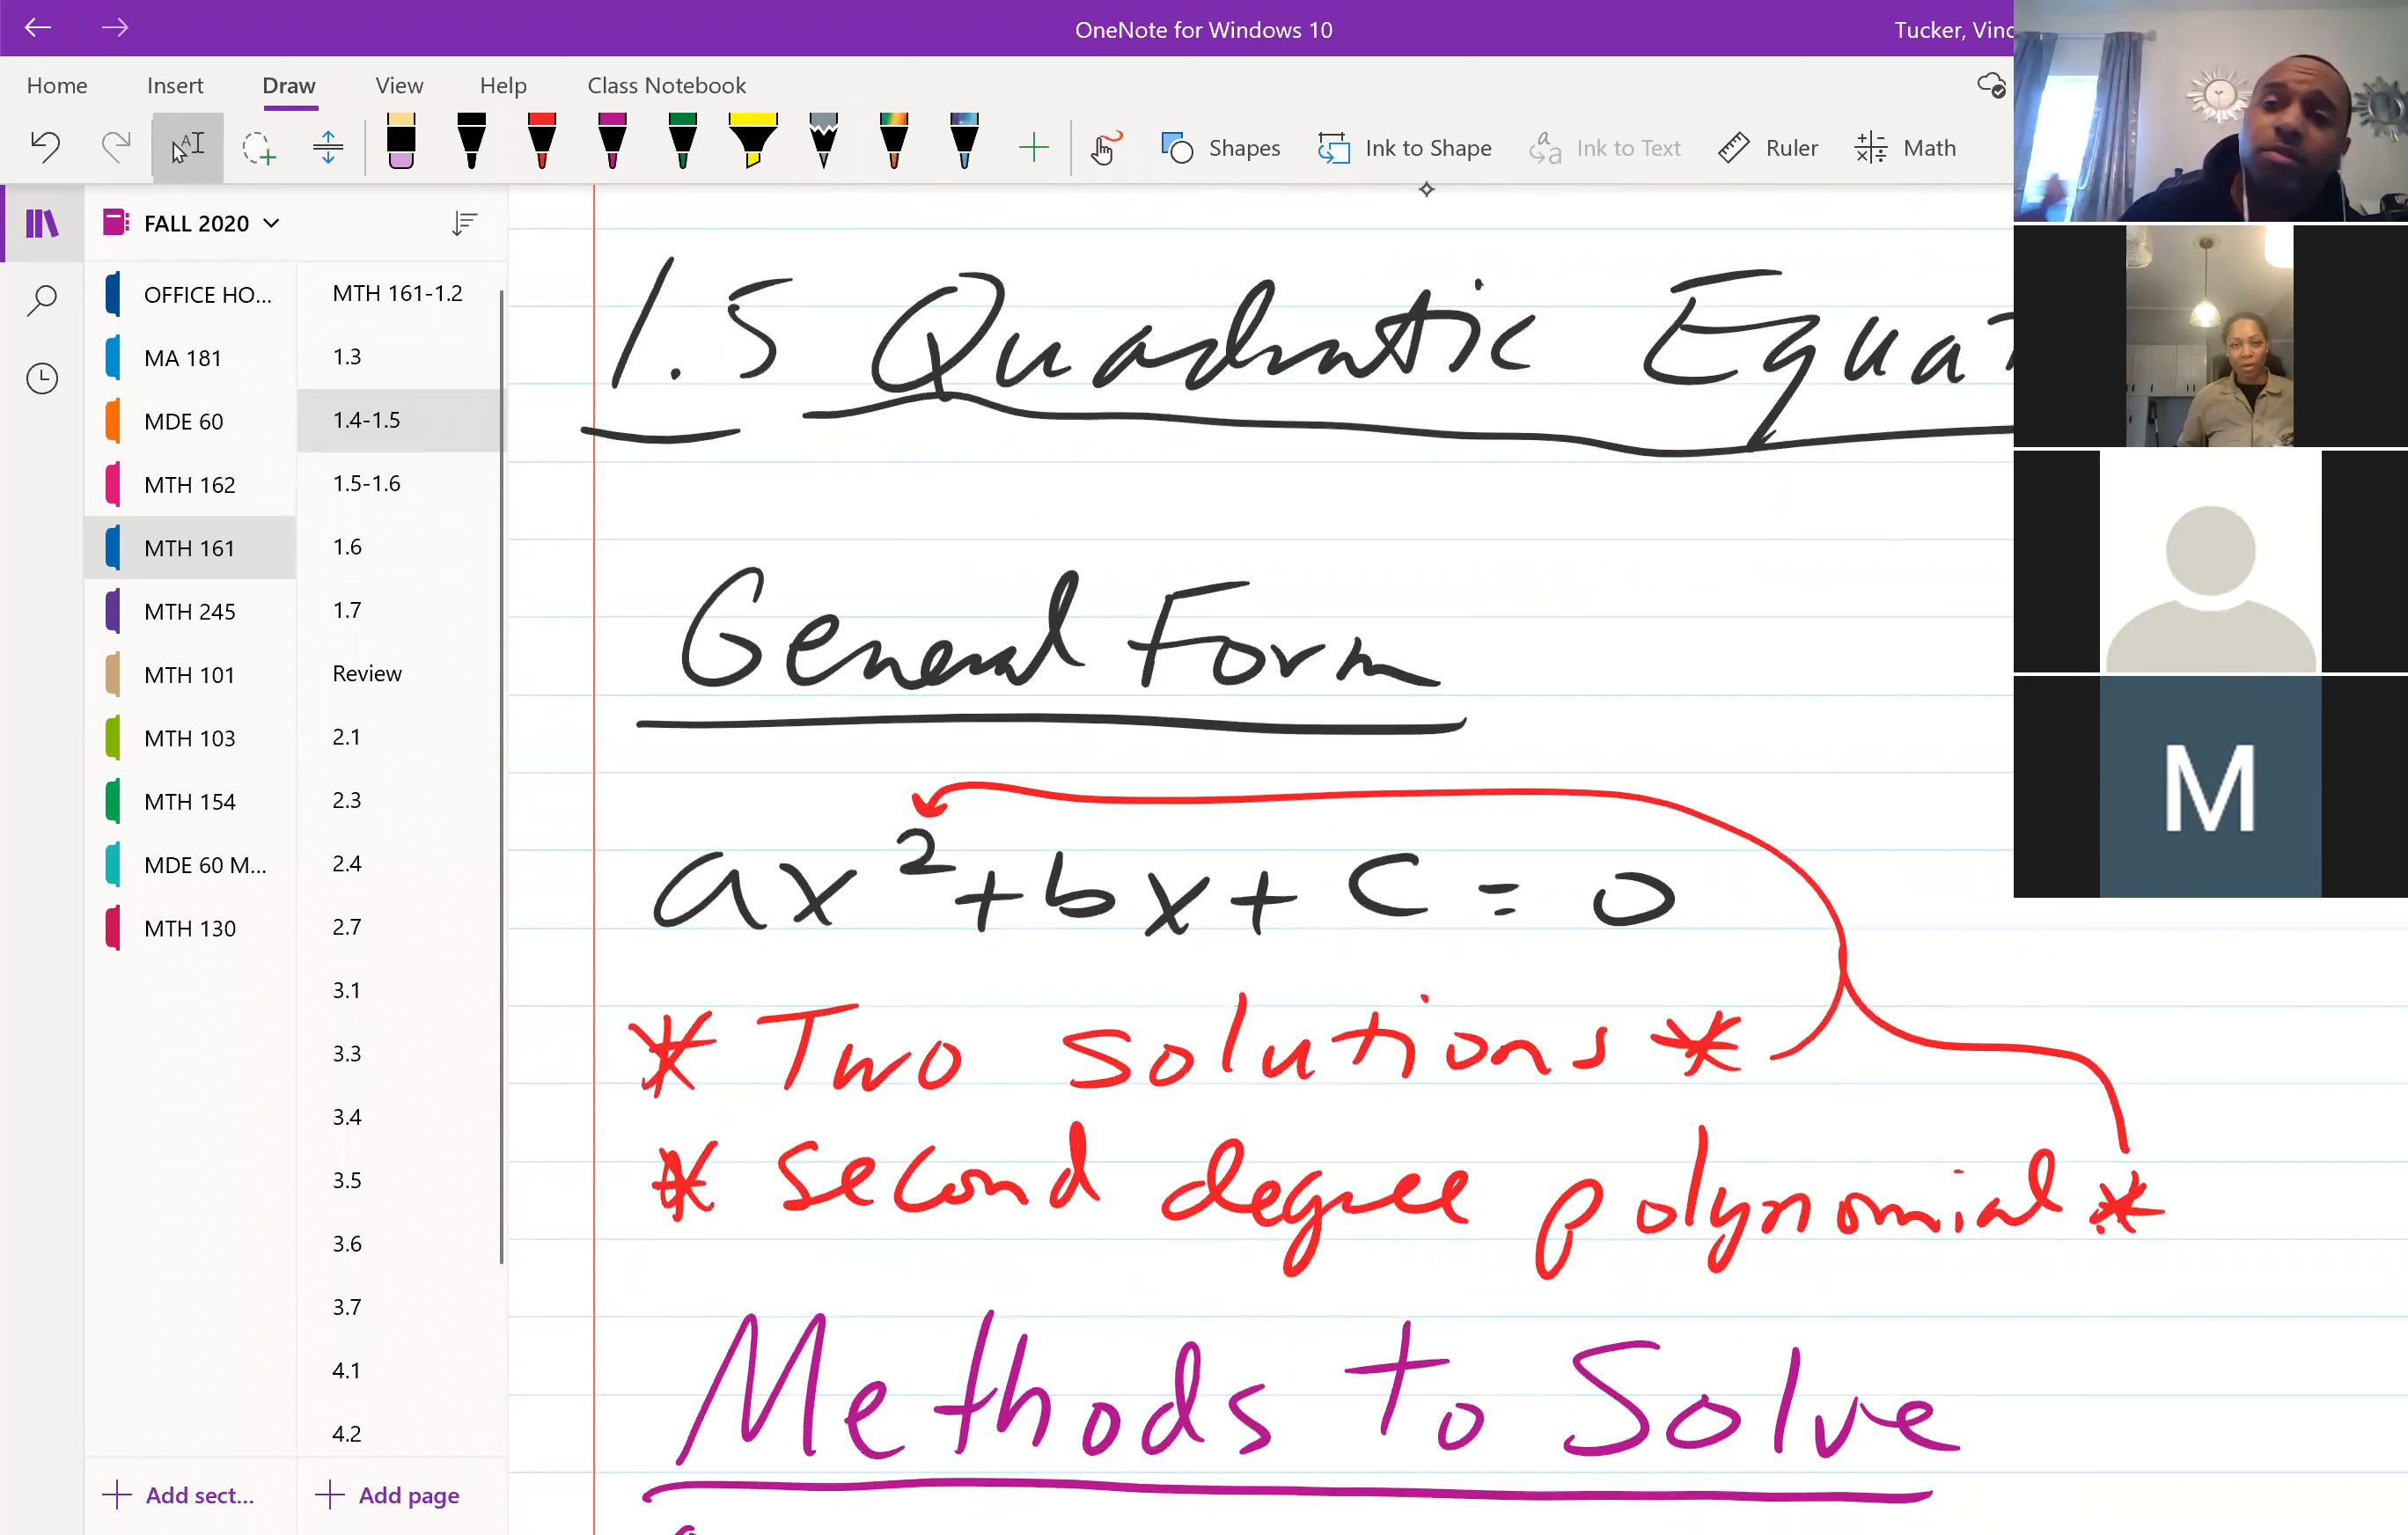 OneNote for Windows 10
Tucker, Vinc
Home Insert Draw View Help Class Notebook
Shapes Ink to Shape Ink to Text Ruler Math
FALL 2020
OFFICE HO...
MA 181
MDE 60
MTH 162
MTH 161
MTH 245
MTH 101
MTH 103
MTH 154
MDE 60 M...
MTH 130
Add sect...
MTH 161-1.2
1.3
1.4-1.5
1.5-1.6
1.6
1.7
Review
2.1
2.3
2.4
2.7
3.1
3.3
3.4
3.5
3.6
3.7
4.1
4.2
Add page
1.5 Quadratic Equat
General Form
ax²+bx+c=0
* Two solutions *
* second degree polynomial *
Methods to Solve
M